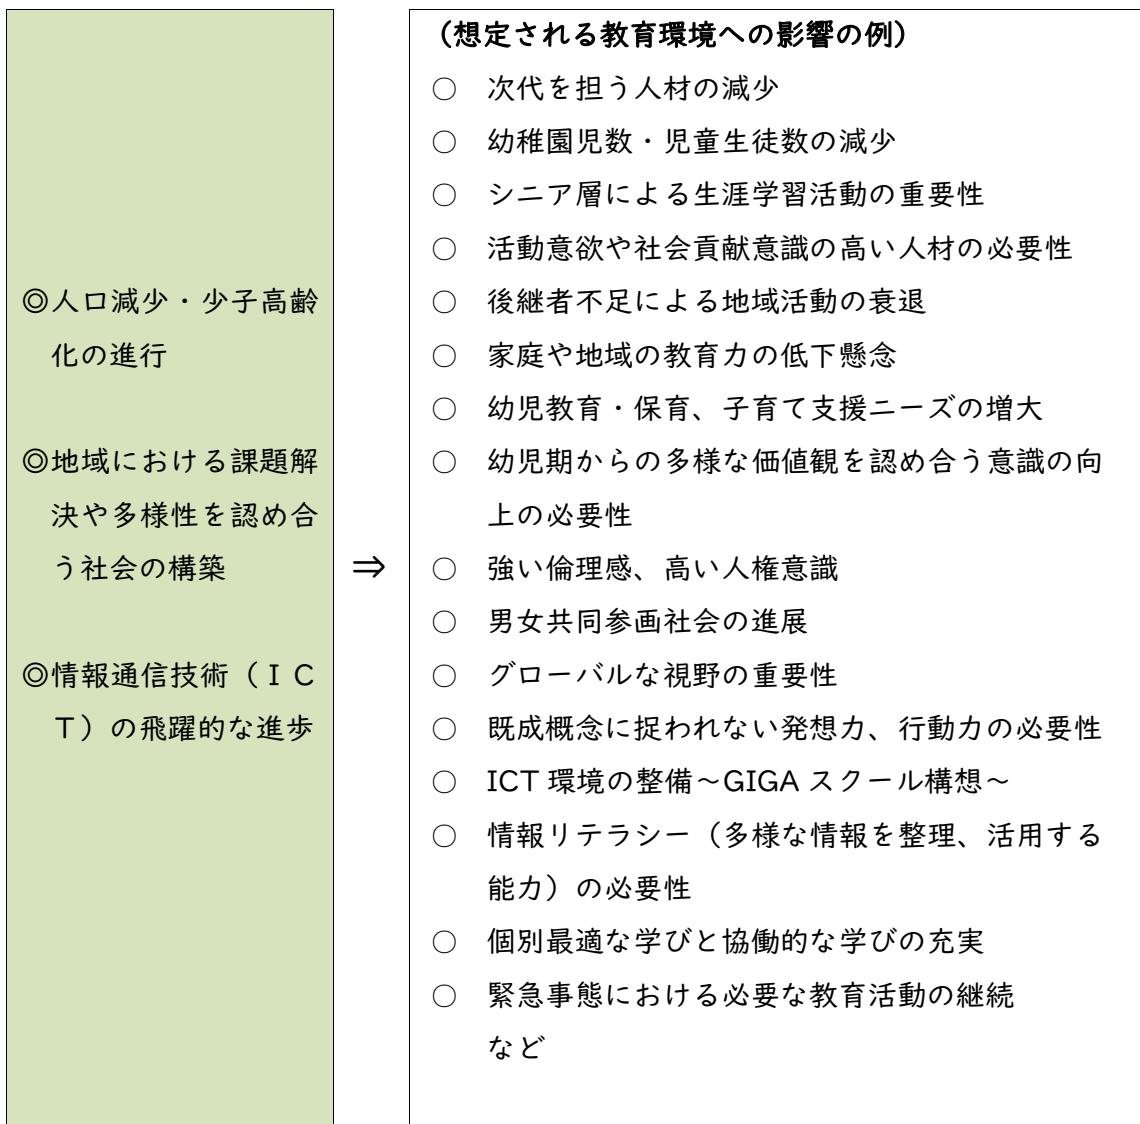 ◎人口減少・少子高齢
化の進行
◎地域における課題解
決や多様性を認め合
う社会の構築
◎情報通信技術（ＩＣ
Ｔ）の飛躍的な進歩
⇒
（想定される教育環境への影響の例）
○ 次代を担う人材の減少
○ 幼稚園児数・児童生徒数の減少
○ シニア層による生涯学習活動の重要性
○ 活動意欲や社会貢献意識の高い人材の必要性
○ 後継者不足による地域活動の衰退
○ 家庭や地域の教育力の低下懸念
○ 幼児教育・保育、子育て支援ニーズの増大
○ 幼児期からの多様な価値観を認め合う意識の向
上の必要性
○ 強い倫理感、高い人権意識
○ 男女共同参画社会の進展
○ グローバルな視野の重要性
○ 既成概念に捉われない発想力、行動力の必要性
○ ICT 環境の整備～GIGA スクール構想～
○ 情報リテラシー（多様な情報を整理、活用する
能力）の必要性
○ 個別最適な学びと協働的な学びの充実
○ 緊急事態における必要な教育活動の継続
など